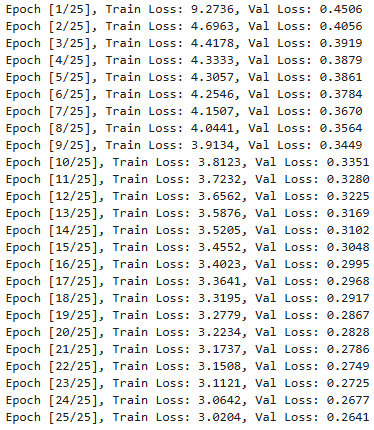 Epoch [1/25], Train Loss: 9.2736, Val Loss: 0.4506
Epoch [2/25], Train Loss: 4.6963, Val Loss: 0.4056
Epoch [3/25], Train Loss: 4.4178, Val Loss: 0.3919
Epoch [4/25], Train Loss: 4.3333, Val Loss: 0.3879
Epoch [5/25], Train Loss: 4.3057, Val Loss: 0.3861
Epoch [6/25], Train Loss: 4.2546, Val Loss: 0.3784
Epoch [7/25], Train Loss: 4.1507, Val Loss: 0.3670
Epoch [8/25], Train Loss: 4.0441, Val Loss: 0.3564
Epoch [9/25], Train Loss: 3.9134, Val Loss: 0.3449
Epoch [10/25], Train Loss: 3.8123, Val Loss: 0.3351
Epoch [11/25], Train Loss: 3.7232, Val Loss: 0.3280
Epoch [12/25], Train Loss: 3.6562, Val Loss: 0.3225
Epoch [13/25], Train Loss: 3.5876, Val Loss: 0.3169
Epoch [14/25], Train Loss: 3.5205, Val Loss: 0.3102
Epoch [15/25], Train Loss: 3.4552, Val Loss: 0.3048
Epoch [16/25], Train Loss: 3.4023, Val Loss: 0.2995
Epoch [17/25], Train Loss: 3.3641, Val Loss: 0.2968
Epoch [18/25], Train Loss: 3.3195, Val Loss: 0.2917
Epoch [19/25], Train Loss: 3.2779, Val Loss: 0.2867
Epoch [20/25], Train Loss: 3.2234, Val Loss: 0.2828
Epoch [21/25], Train Loss: 3.1737, Val Loss: 0.2786
Epoch [22/25], Train Loss: 3.1508, Val Loss: 0.2749
Epoch [23/25], Train Loss: 3.1121, Val Loss: 0.2725
Epoch [24/25], Train Loss: 3.0642, Val Loss: 0.2677
Epoch [25/25], Train Loss: 3.0204, Val Loss: 0.2641